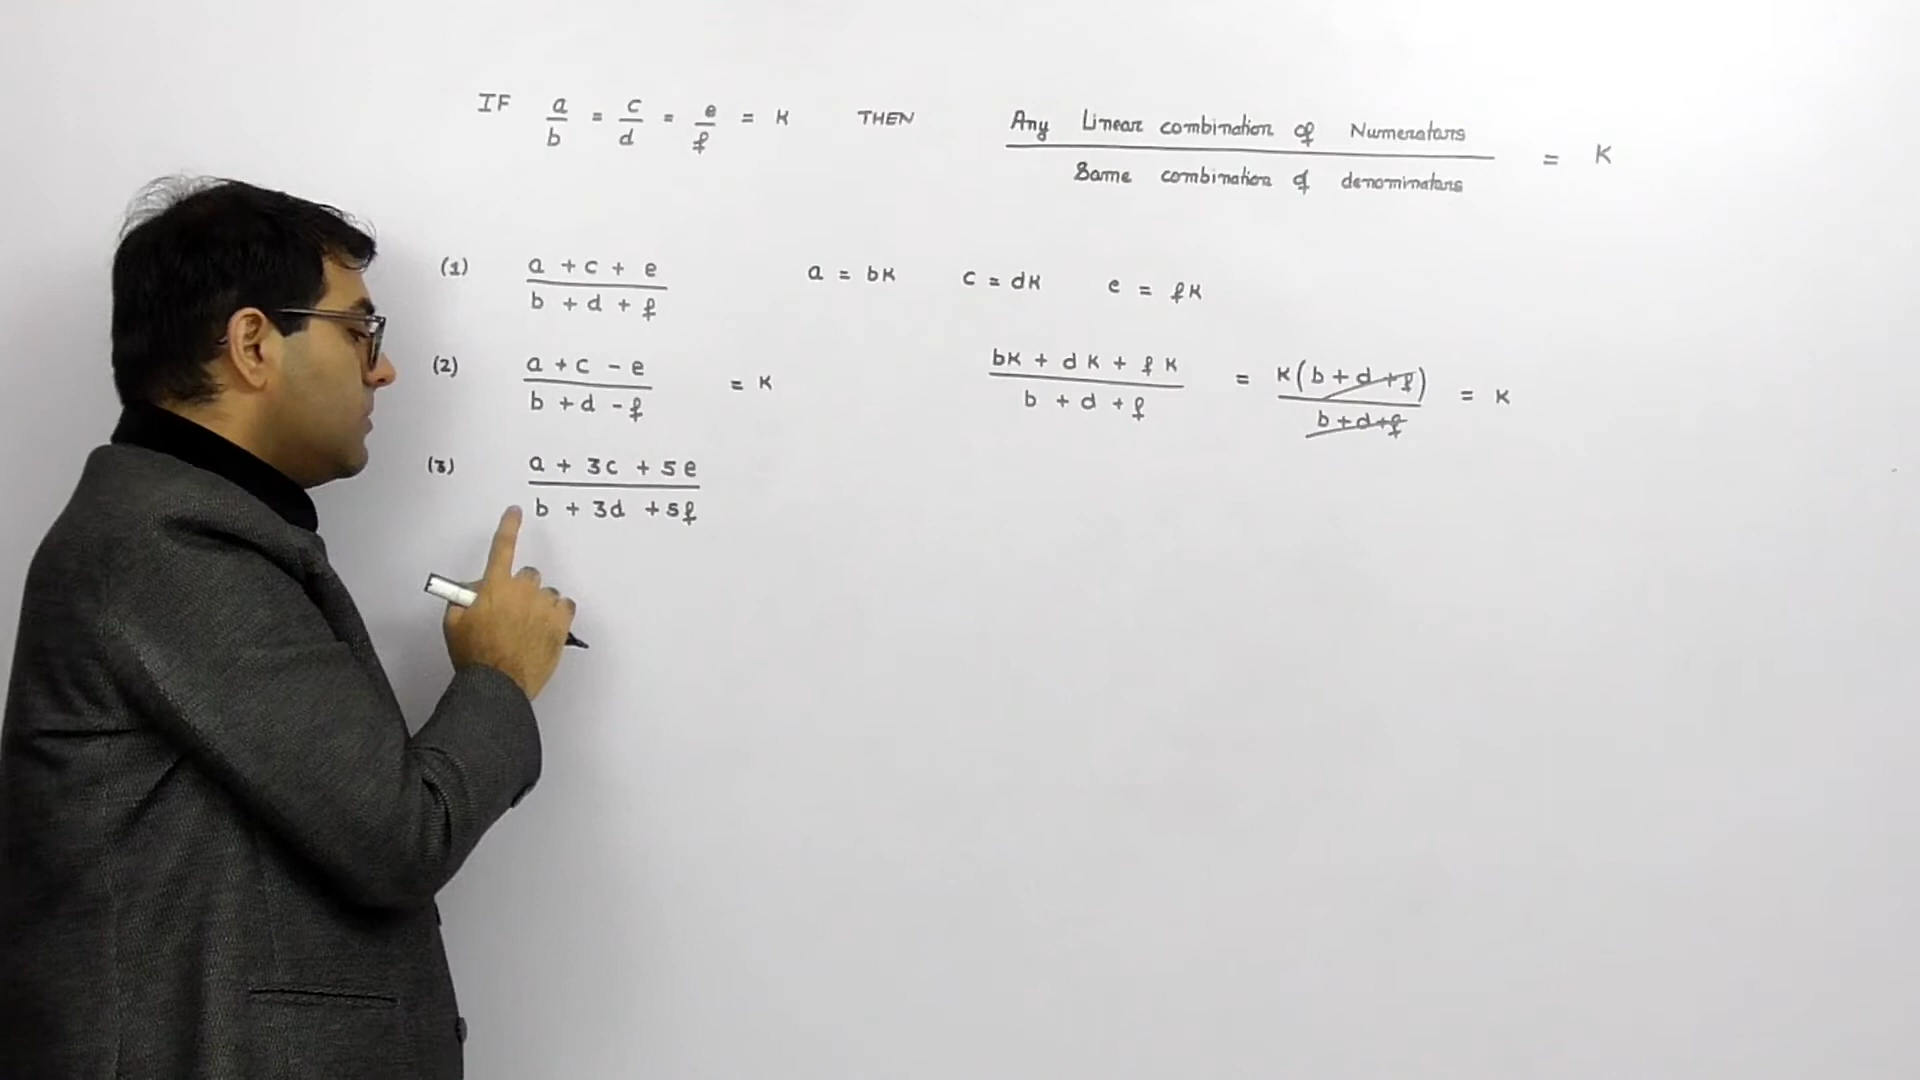 IF a/b = c/d = e/f = K THEN Any Linear combination of Numerators / Same combination of denominators = K
(1) a + c + e / b + d + f a = bK c = dK e = fK
(2) a + c - e / b + d - f = K bK + dK + fK / b + d + f = K(b + d + f) / b+d+f = K
(3) a + 3c + 5e / b + 3d + 5f